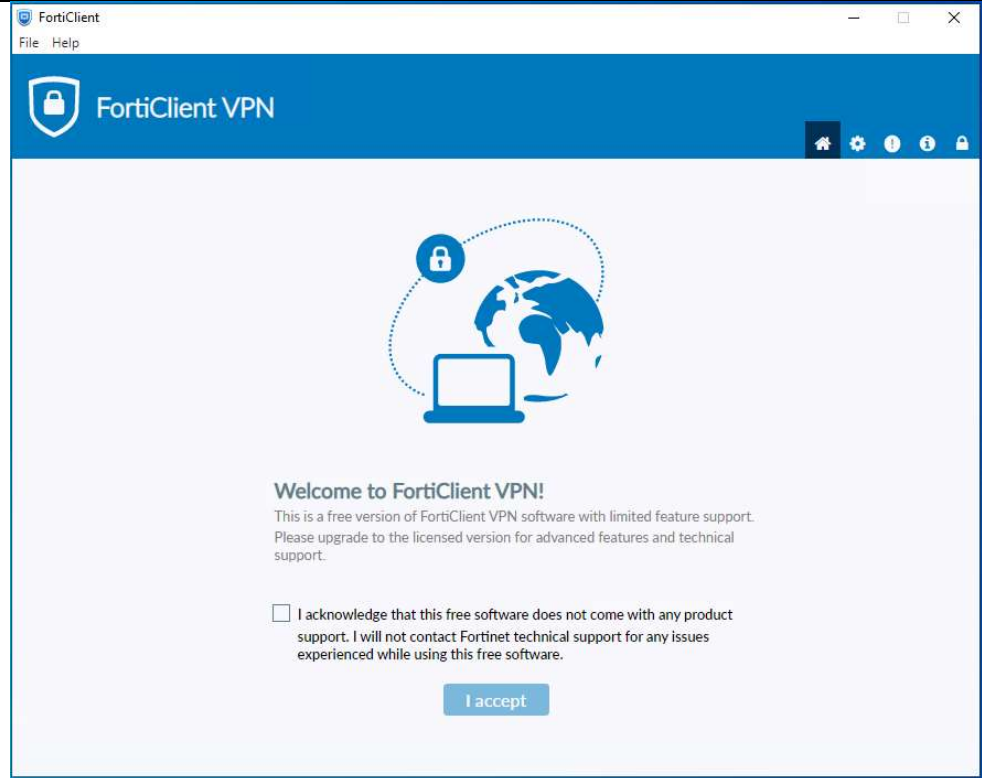 FortiClient
File Help
FortiClient VPN
Welcome to FortiClient VPN!
This is a free version of FortiClient VPN software with limited feature support.
Please upgrade to the licensed version for advanced features and technical
support.
I acknowledge that this free software does not come with any product
support. I will not contact Fortinet technical support for any issues
experienced while using this free software.
I accept